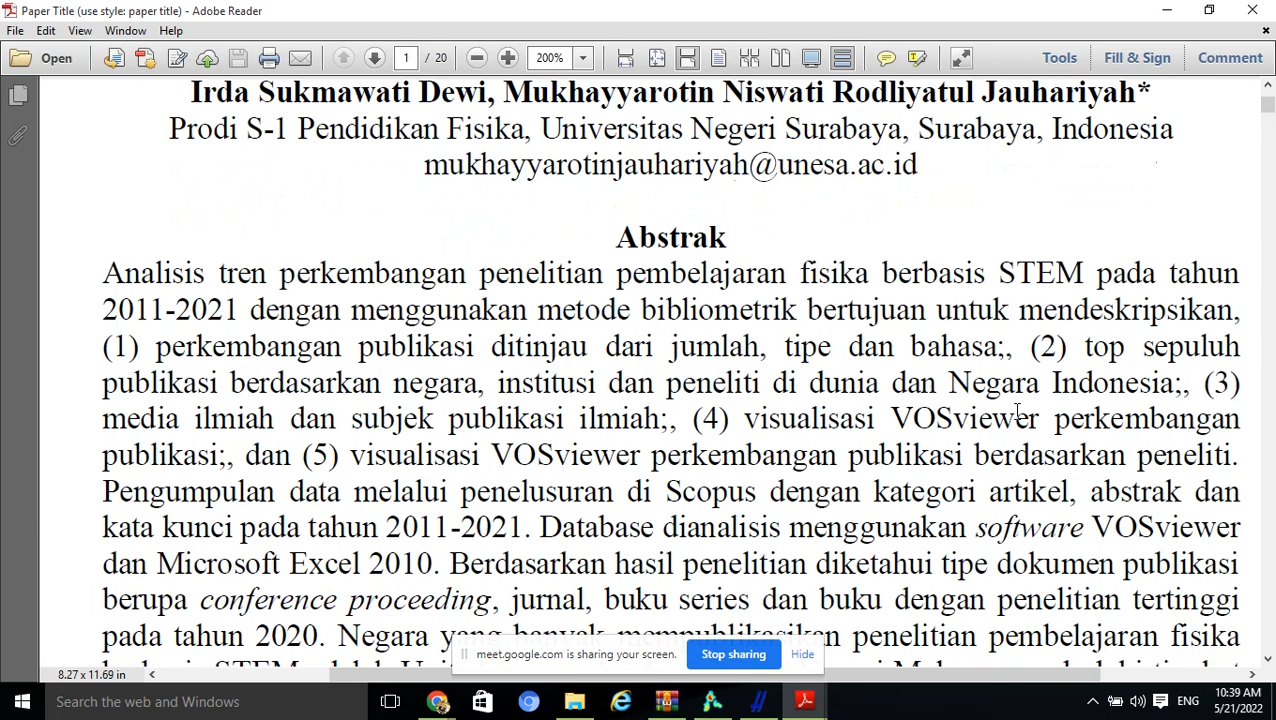 Paper Title (use style: paper title) - Adobe Reader
File Edit View Window Help
Open 1 / 20 200% Tools Fill & Sign Comment
Irda Sukmawati Dewi, Mukhayyarotin Niswati Rodliyatul Jauhariyah*
Prodi S-1 Pendidikan Fisika, Universitas Negeri Surabaya, Surabaya, Indonesia
mukhayyarotinjauhariyah@unesa.ac.id
Abstrak
Analisis tren perkembangan penelitian pembelajaran fisika berbasis STEM pada tahun
2011-2021 dengan menggunakan metode bibliometrik bertujuan untuk mendeskripsikan,
(1) perkembangan publikasi ditinjau dari jumlah, tipe dan bahasa;, (2) top sepuluh
publikasi berdasarkan negara, institusi dan peneliti di dunia dan Negara Indonesia;, (3)
media ilmiah dan subjek publikasi ilmiah;, (4) visualisasi VOSviewer perkembangan
publikasi;, dan (5) visualisasi VOSviewer perkembangan publikasi berdasarkan peneliti.
Pengumpulan data melalui penelusuran di Scopus dengan kategori artikel, abstrak dan
kata kunci pada tahun 2011-2021. Database dianalisis menggunakan software VOSviewer
dan Microsoft Excel 2010. Berdasarkan hasil penelitian diketahui tipe dokumen publikasi
berupa conference proceeding, jurnal, buku series dan buku dengan penelitian tertinggi
pada tahun 2020. Negara yang banyak mempublikasikan penelitian pembelajaran fisika
meet.google.com is sharing your screen. Stop sharing Hide
8.27 x 11.69 in
Search the web and Windows
ENG
10:39 AM
5/21/2022